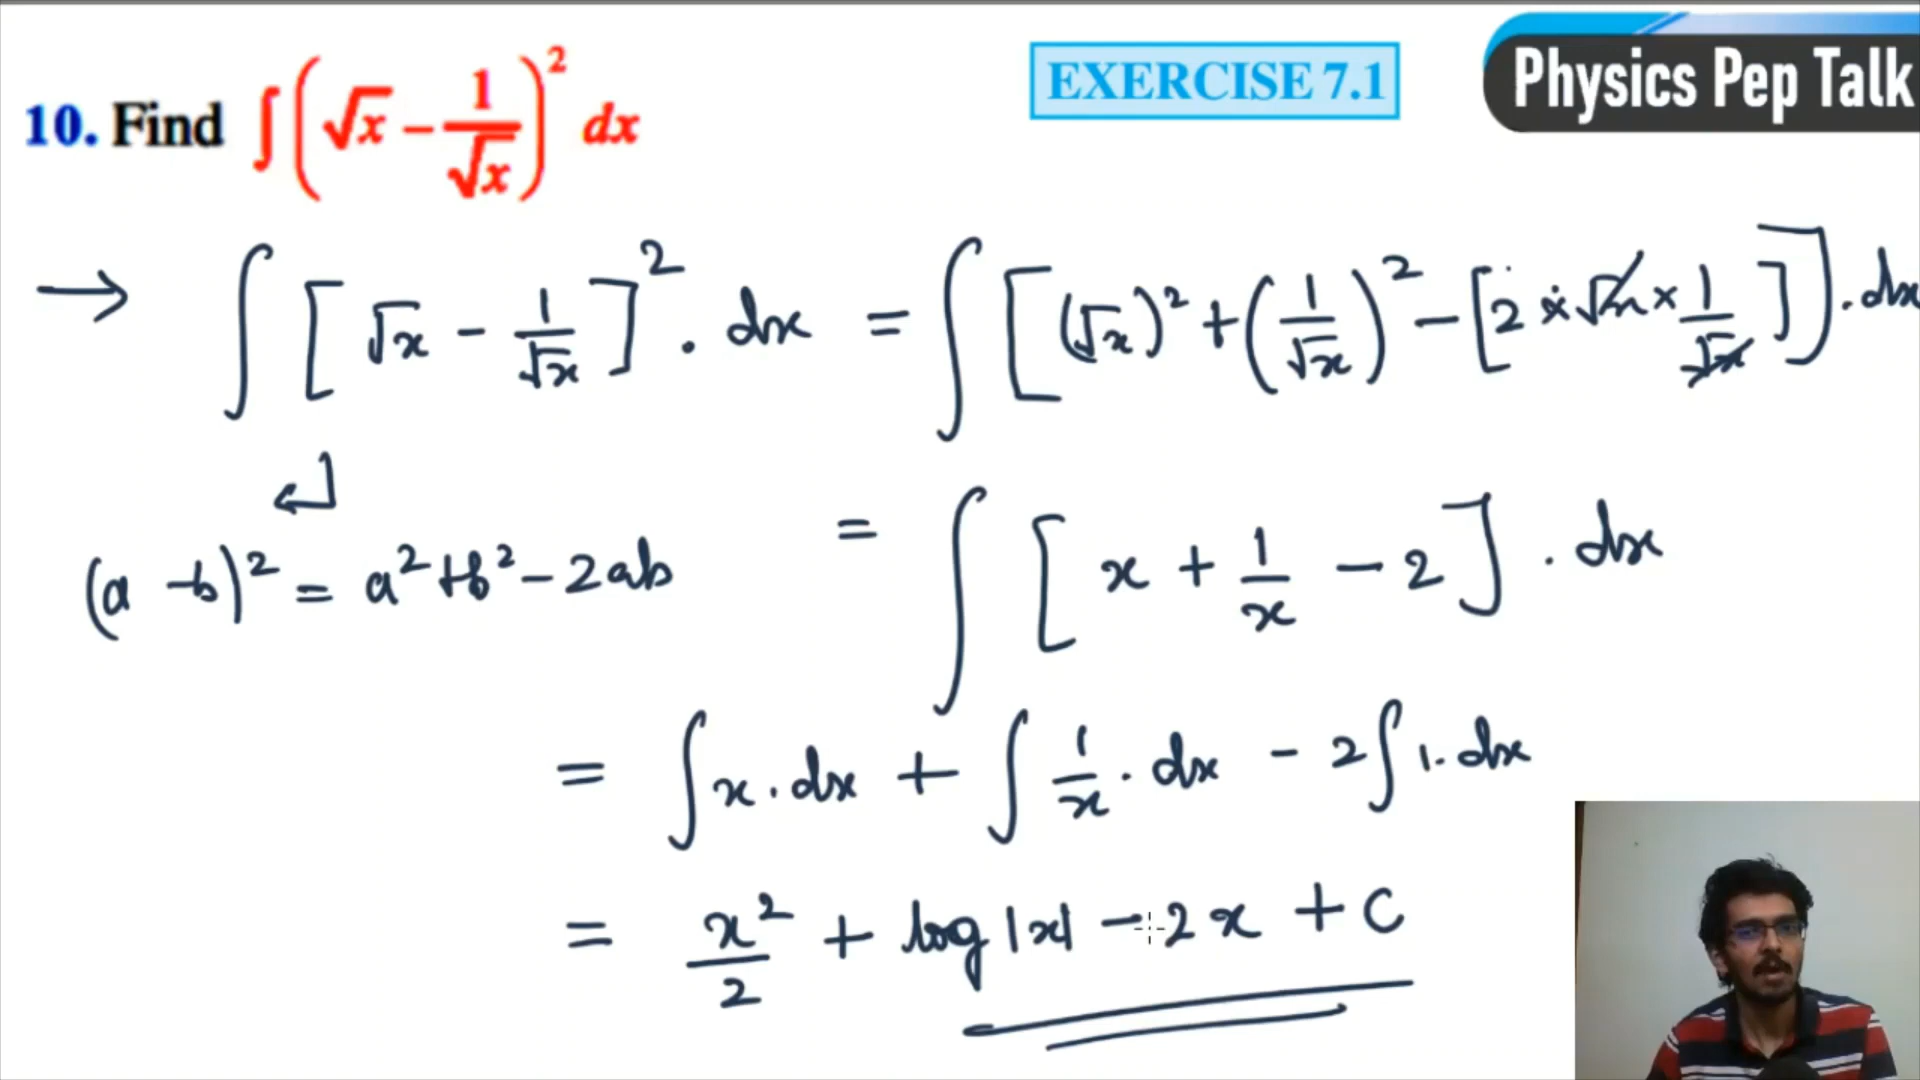 10. Find ∫(√x − 1/√x)² dx
EXERCISE 7.1
Physics Pep Talk
→ ∫[√x − 1/√x]² . dx = ∫[(√x)² + (1/√x)² − [2 × √x × 1/√x]] . dx
(a − b)² = a² + b² − 2ab
= ∫[x + 1/x − 2] . dx
= ∫x . dx + ∫1/x . dx − 2∫1. dx
= x²/2 + log|x| − 2x + C